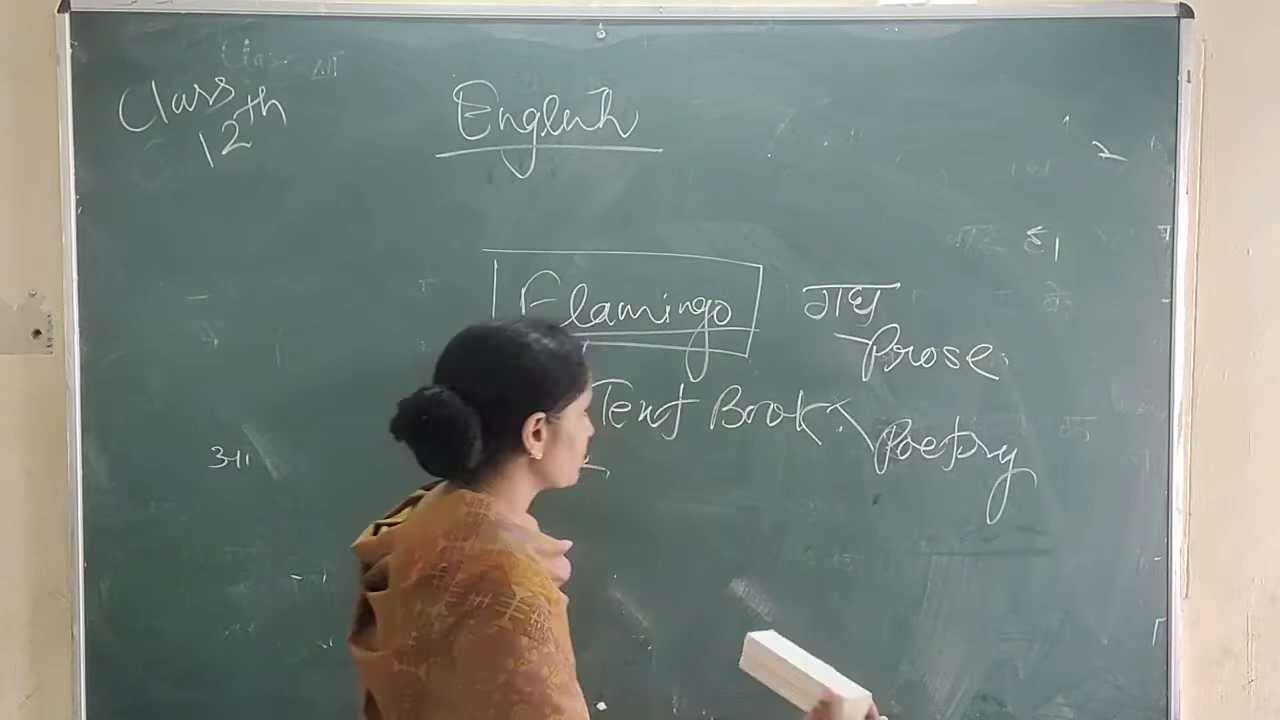 Class
12th
English
Flamingo
गद्य
Prose
Text Book:
Poetry